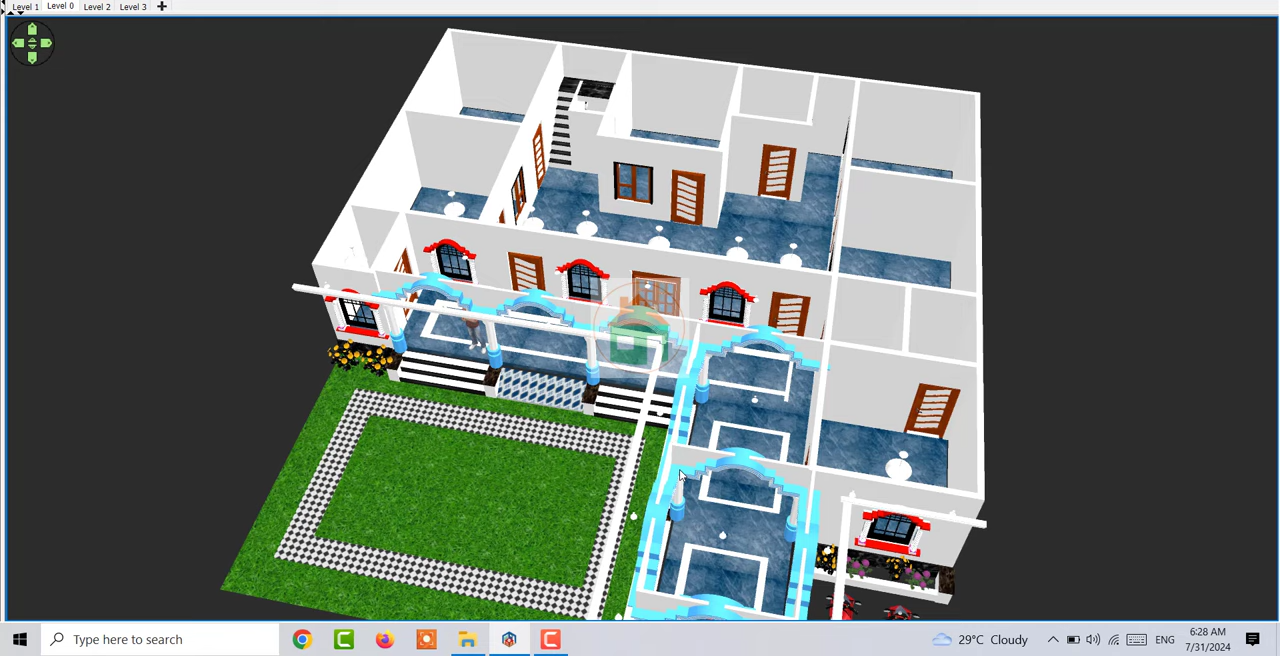 Level 1 Level 0 Level 2 Level 3
Type here to search
29°C Cloudy
ENG
6:28 AM
7/31/2024